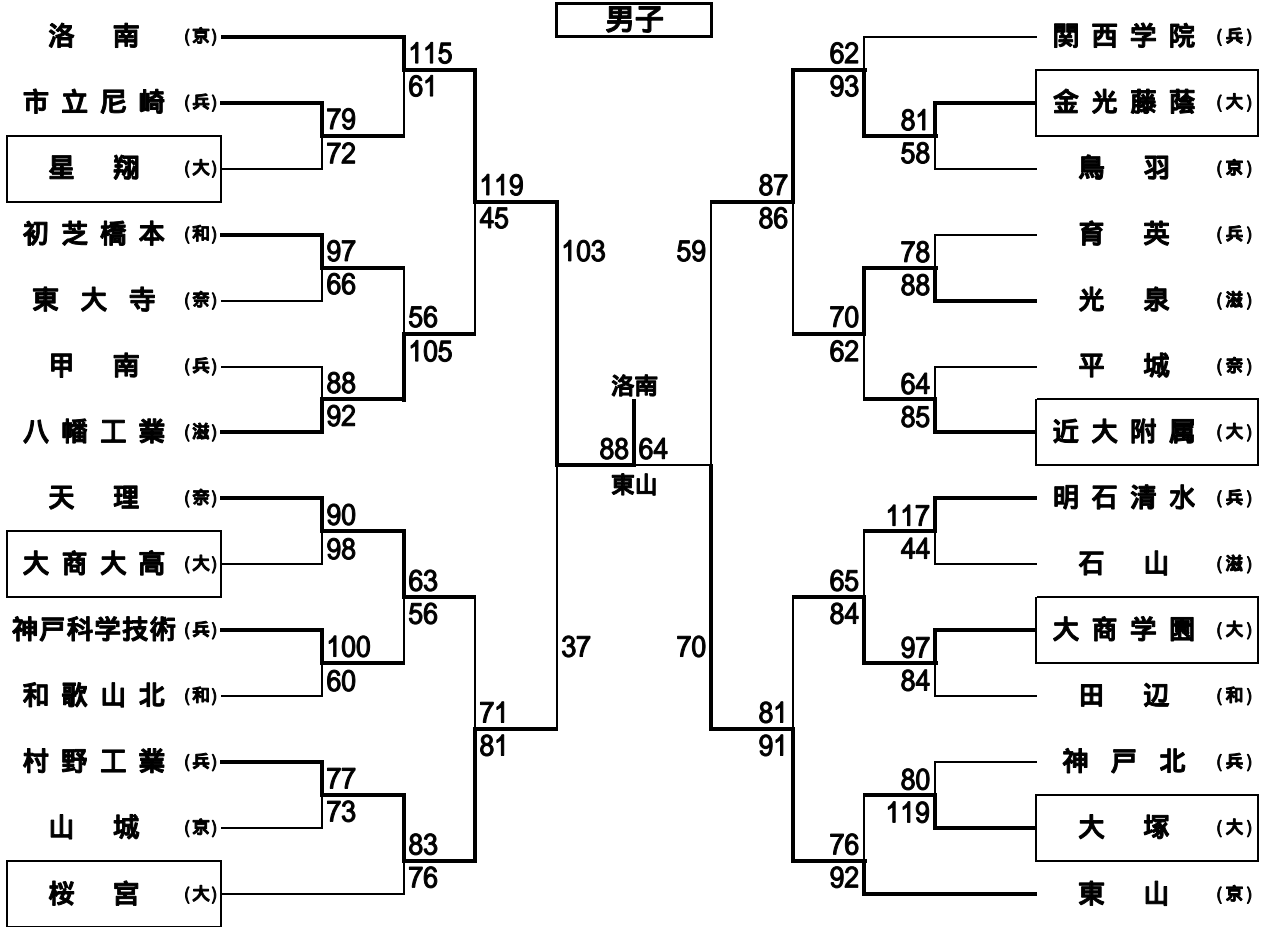 男子
洛南 (京)
市立尼崎 (兵)
星翔 (大)
初芝橋本 (和)
東大寺 (奈)
甲南 (兵)
八幡工業 (滋)
天理 (奈)
大商大高 (大)
神戸科学技術 (兵)
和歌山北 (和)
村野工業 (兵)
山城 (京)
桜宮 (大)
79
72
97
66
88
92
90
98
100
60
77
73
115
61
56
105
63
56
83
76
119
45
71
81
103
37
洛南
88 64
東山
59
70
87
86
81
91
62
93
70
62
65
84
76
92
81
58
78
88
64
85
117
44
97
84
80
119
関西学院 (兵)
金光藤蔭 (大)
鳥羽 (京)
育英 (兵)
光泉 (滋)
平城 (奈)
近大附属 (大)
明石清水 (兵)
石山 (滋)
大商学園 (大)
田辺 (和)
神戸北 (兵)
大塚 (大)
東山 (京)